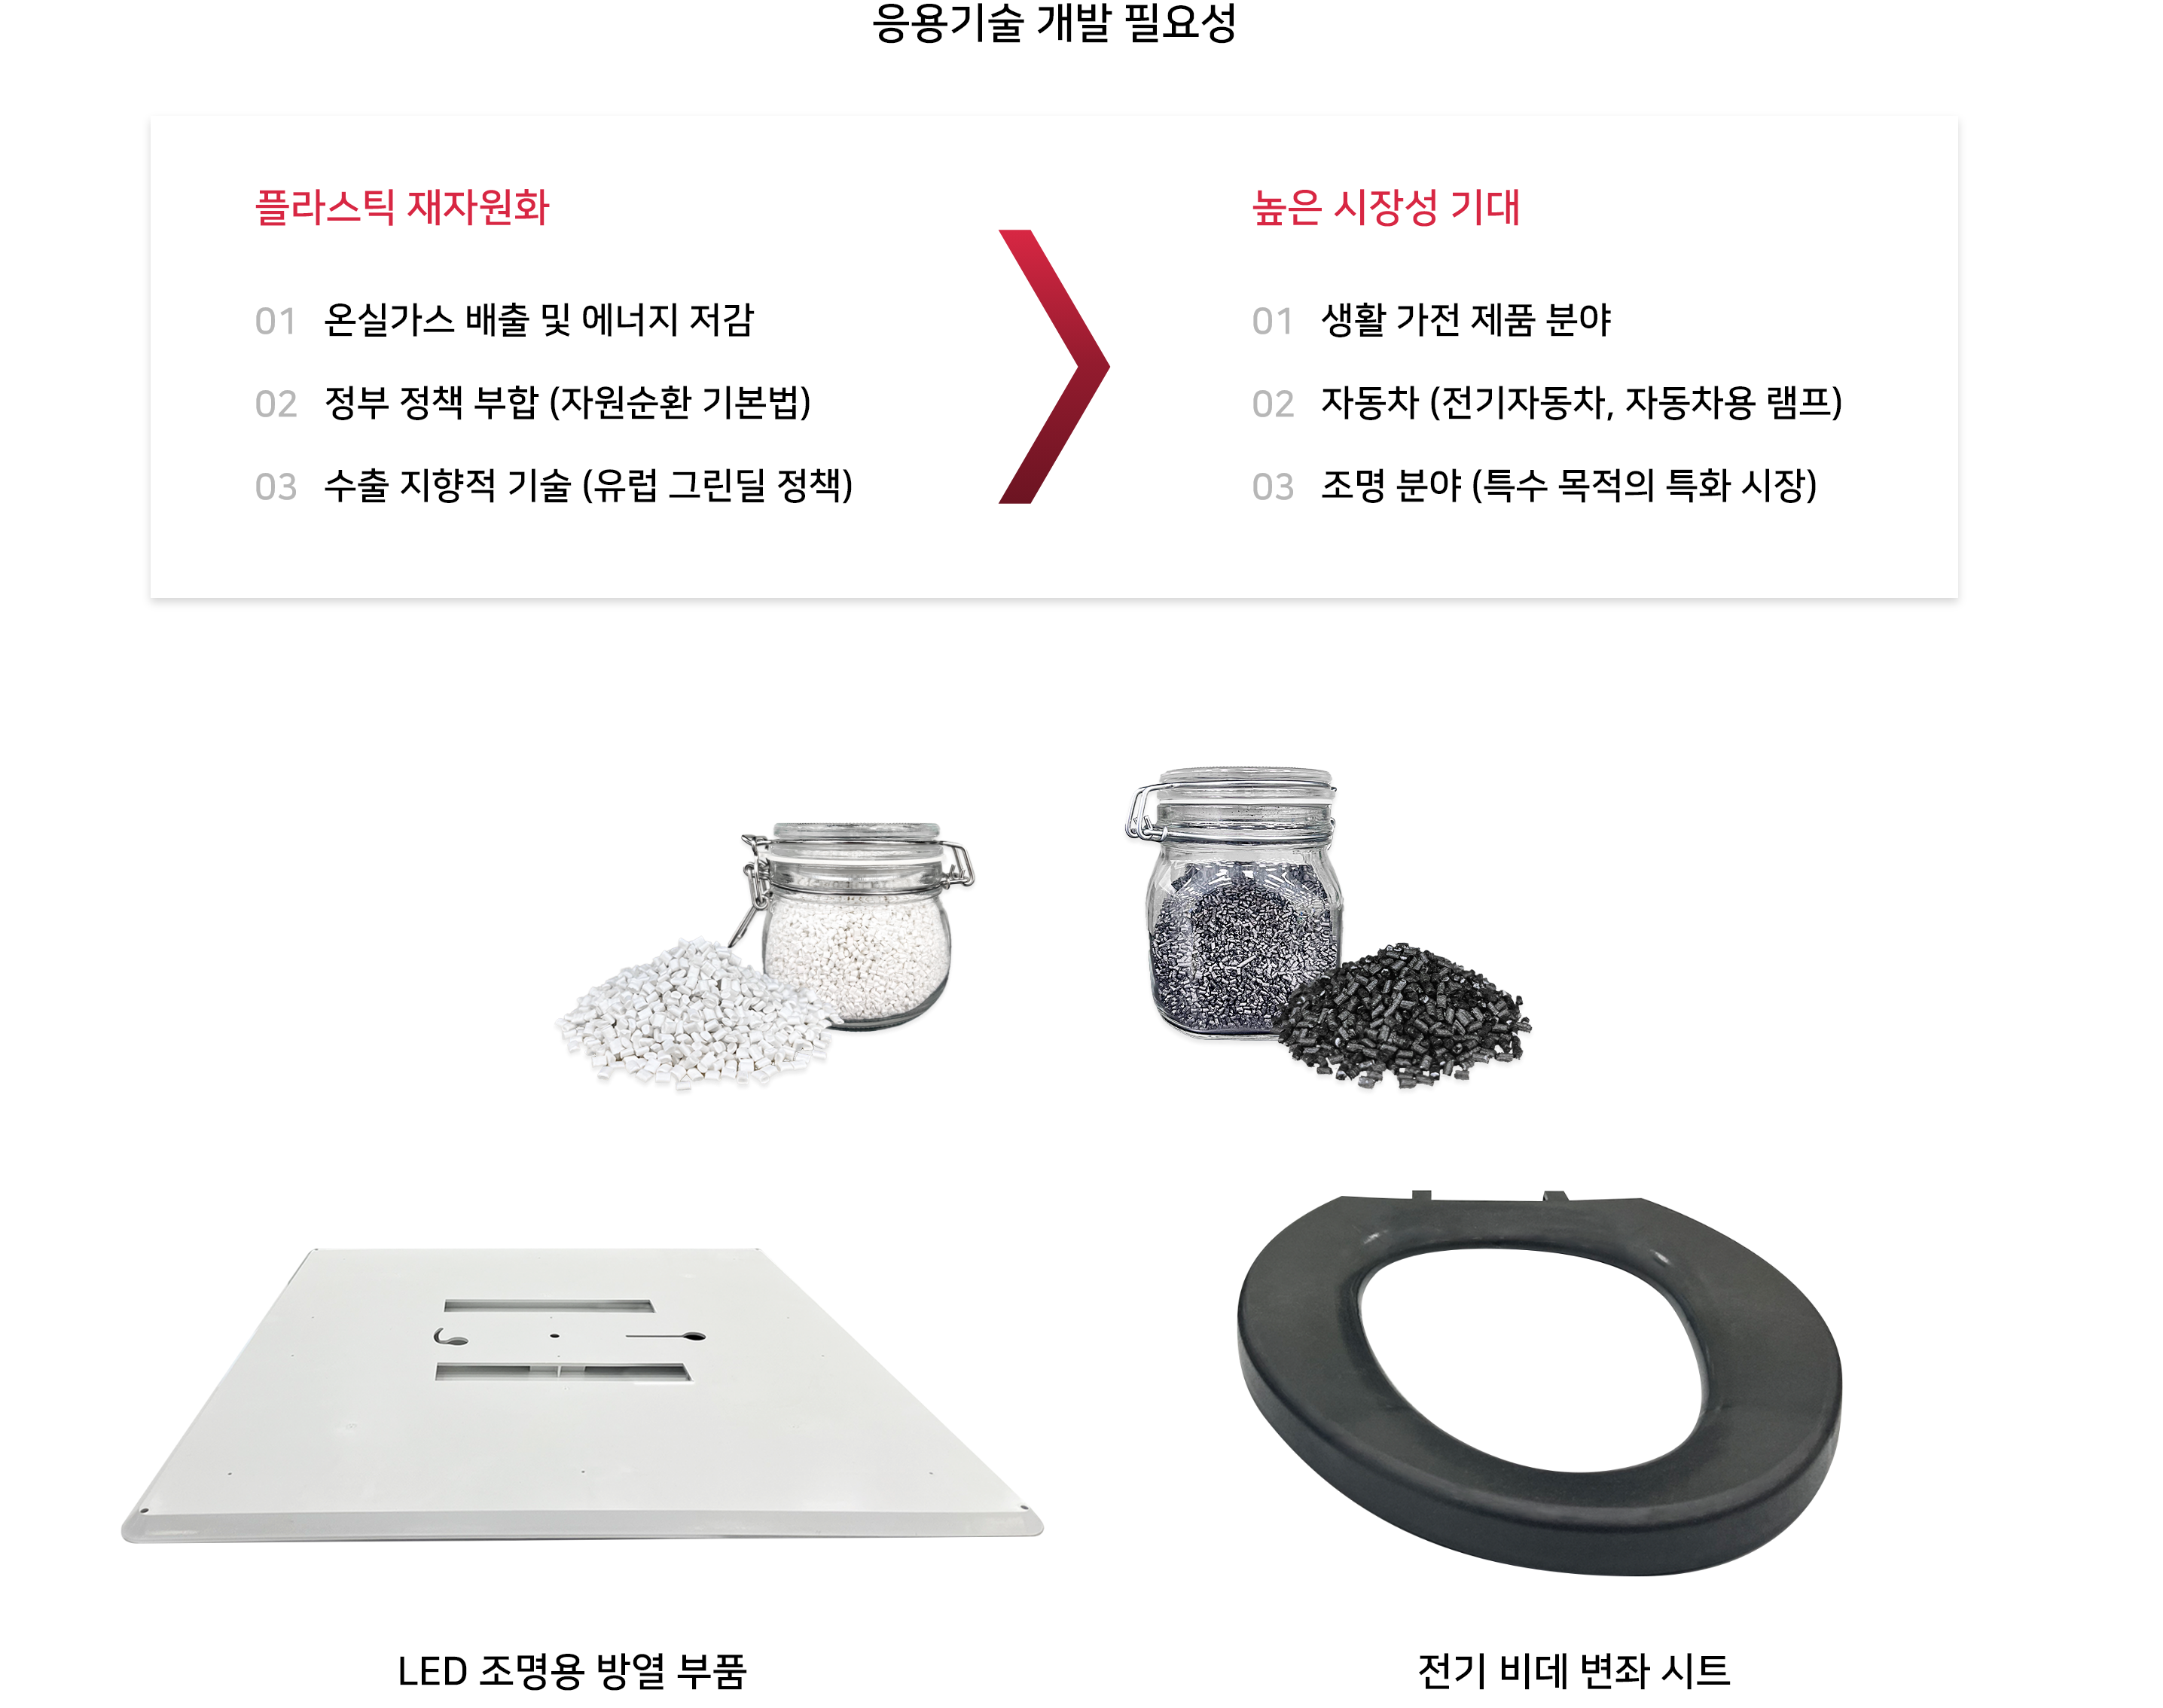 응용기술 개발 필요성
플라스틱 재자원화
01 온실가스 배출 및 에너지 저감
02 정부 정책 부합 (자원순환 기본법)
03 수출 지향적 기술 (유럽 그린딜 정책)
높은 시장성 기대
01 생활 가전 제품 분야
02 자동차 (전기자동차, 자동차용 램프)
03 조명 분야 (특수 목적의 특화 시장)
LED 조명용 방열 부품
전기 비데 변좌 시트